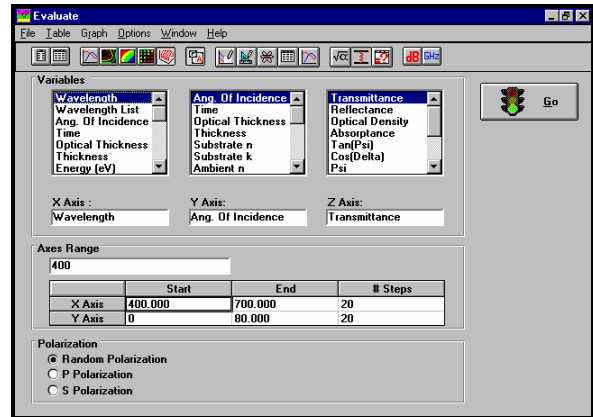 Evaluate
File Table Graph Options Window Help
√α dB GHz
Variables
Wavelength Ang. Of Incidence Transmittance
Wavelength List Time Reflectance
Ang. Of Incidence Optical Thickness Optical Density
Time Thickness Absorptance
Optical Thickness Substrate n Tan(Psi)
Thickness Substrate k Cos(Delta)
Energy (eV) Ambient n Psi
Go
X Axis : Y Axis: Z Axis:
Wavelength Ang. Of Incidence Transmittance
Axes Range
400
Start End # Steps
X Axis 400.000 700.000 20
Y Axis 0 80.000 20
Polarization
Random Polarization
P Polarization
S Polarization